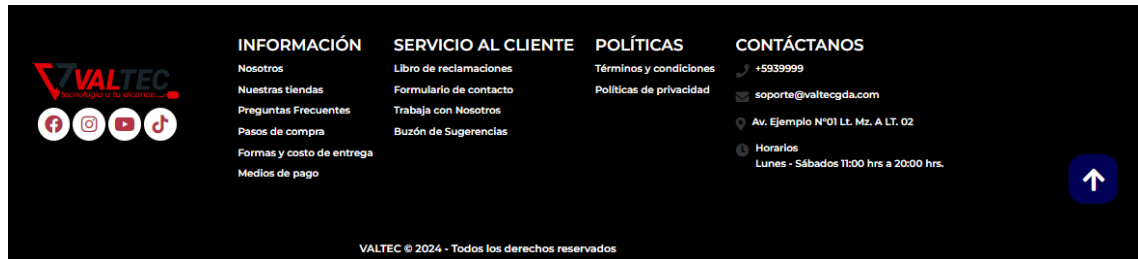 VALTEC
tecnología a tu alcance...
INFORMACIÓN
Nosotros
Nuestras tiendas
Preguntas Frecuentes
Pasos de compra
Formas y costo de entrega
Medios de pago
SERVICIO AL CLIENTE
Libro de reclamaciones
Formulario de contacto
Trabaja con Nosotros
Buzón de Sugerencias
POLÍTICAS
Términos y condiciones
Políticas de privacidad
CONTÁCTANOS
+5939999
soporte@valtecgda.com
Av. Ejemplo N°01 Lt. Mz. A LT. 02
Horarios
Lunes - Sábados 11:00 hrs a 20:00 hrs.
VALTEC © 2024 - Todos los derechos reservados